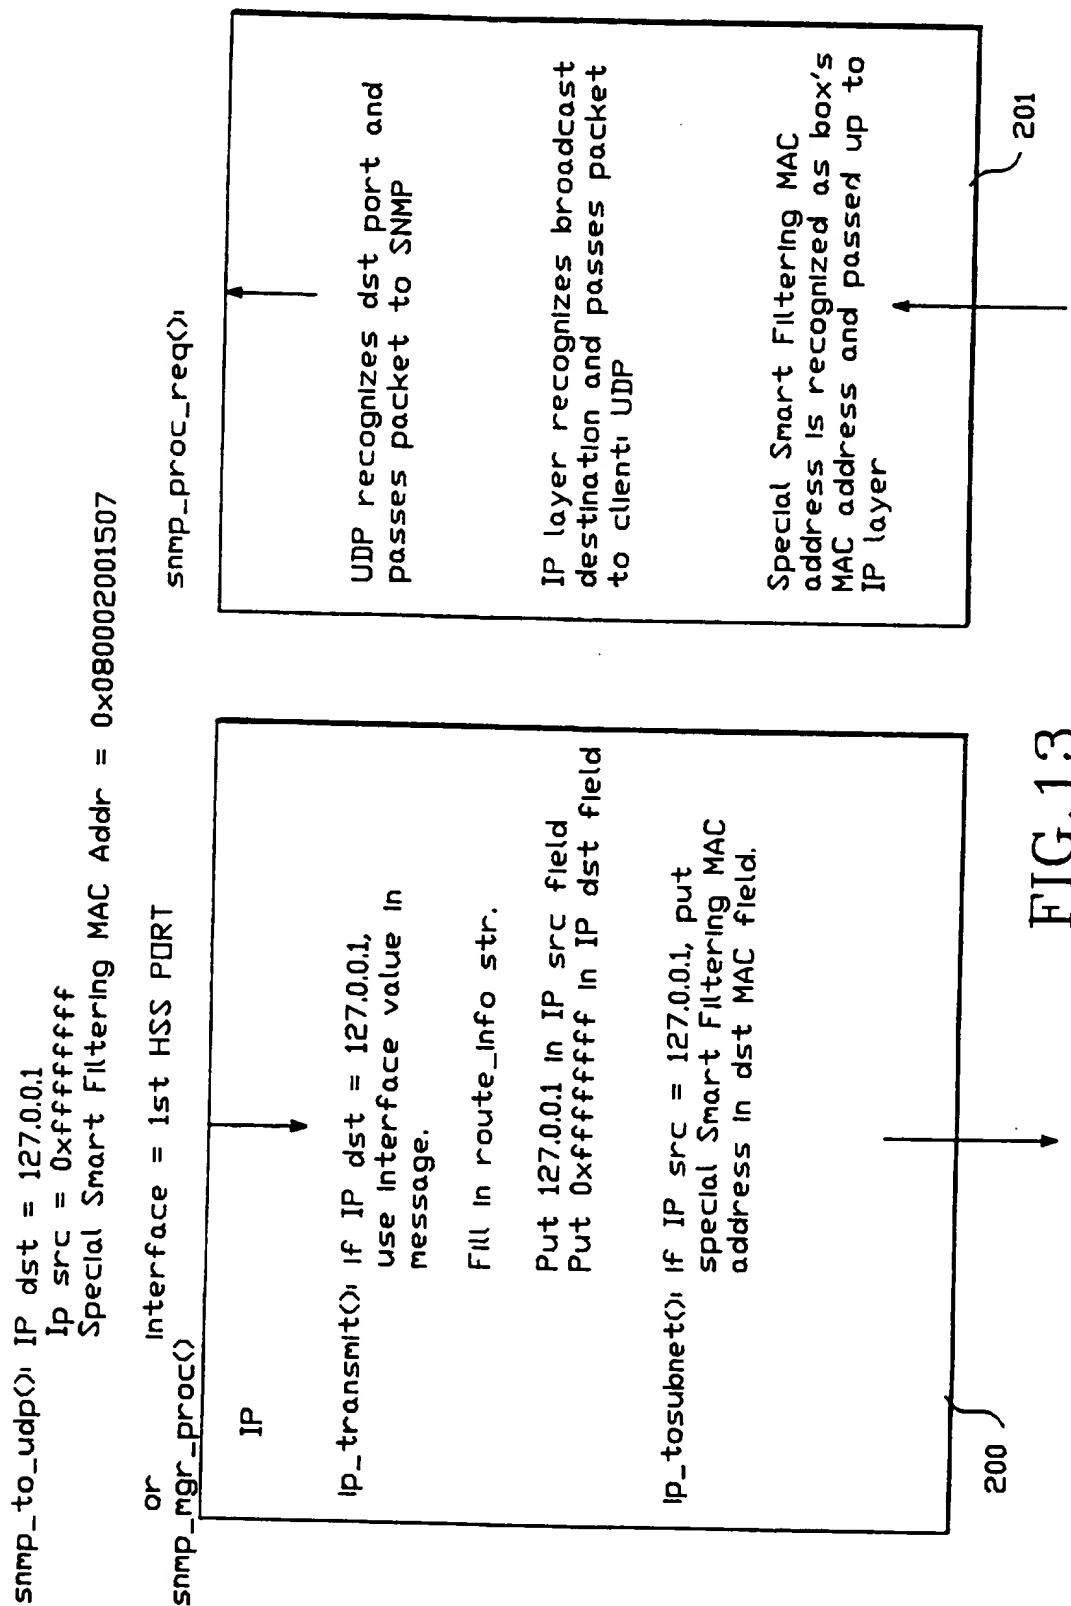 snmp_to_udp(): IP dst = 127.0.0.1
Ip src = 0xffffffff
Special Smart Filtering MAC Addr = 0x080002001507
or Interface = 1st HSS PORT
snmp_mgr_proc()
IP
ip_transmit(): if IP dst = 127.0.0.1,
use interface value in
message.
Fill in route_info str.
Put 127.0.0.1 in IP src field
Put 0xffffffff in IP dst field
ip_tosubnet(): if IP src = 127.0.0.1, put
special Smart Filtering MAC
address in dst MAC field.
200
snmp_proc_req():
UDP recognizes dst port and
passes packet to SNMP
IP layer recognizes broadcast
destination and passes packet
to client: UDP
Special Smart Filtering MAC
address is recognized as box's
MAC address and passed up to
IP layer
201
FIG.13